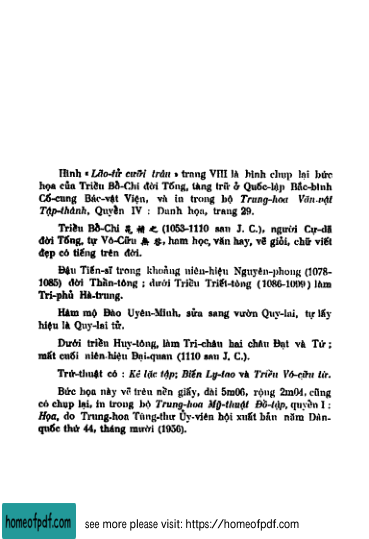 Hình « Lão-tử cưỡi trâu » trang VIII là hình chụp lại bức
họa của Triều Bồ-Chi đời Tống, tàng trữ ở Quốc-lập Bắc-bình
Cố-cung Bác-vật Viện, và in trong bộ Trung-hoa Văn-vật
Tập-thành, Quyển IV : Danh họa, trang 29.
Triều Bồ-Chi (1053-1110 sau J. C.), người Cự-dã
đời Tống, tự Vô-Cữu, ham học, văn hay, vẽ giỏi, chữ viết
đẹp có tiếng trên đời.
Đậu Tiến-sĩ trong khoảng niên-hiệu Nguyên-phong (1078-
1085) đời Thần-tông ; dưới Triều Triết-tông (1086-1099) làm
Tri-phủ Hà-trung.
Hâm mộ Đào Uyên-Minh, sửa sang vườn Quy-lai, tự lấy
hiệu là Quy-lai tử.
Dưới triều Huy-tông, làm Tri-châu hai châu Đạt và Tứ ;
mất cuối niên-hiệu Đại-quan (1110 sau J. C.).
Trứ-thuật có : Kê lặc tập; Biến Ly-tao và Triều Vô-cữu từ.
Bức họa này vẽ trên nền giấy, dài 5m06, rộng 2m04, cũng
có chụp lại, in trong bộ Trung-hoa Mỹ-thuật Đồ-tập, quyển I :
Họa, do Trung-hoa Tùng-thư Ủy-viên hội xuất bản năm Dân-
quốc thứ 44, tháng mười (1956).
homeofpdf.com
see more please visit: https://homeofpdf.com